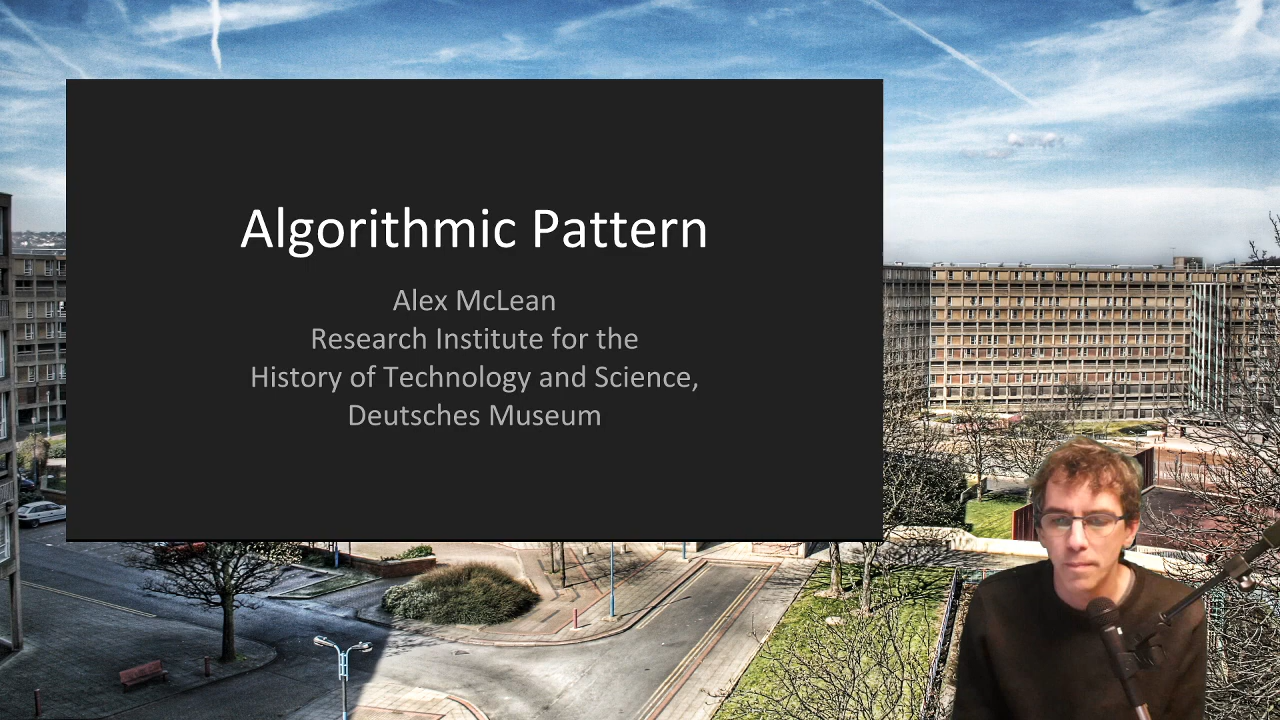 Algorithmic Pattern
Alex McLean
Research Institute for the
History of Technology and Science,
Deutsches Museum